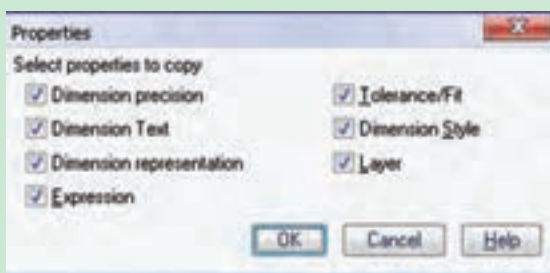 Properties
Select properties to copy
Dimension precision
Tolerance/Fit
Dimension Text
Dimension Style
Dimension representation
Layer
Expression
OK Cancel Help